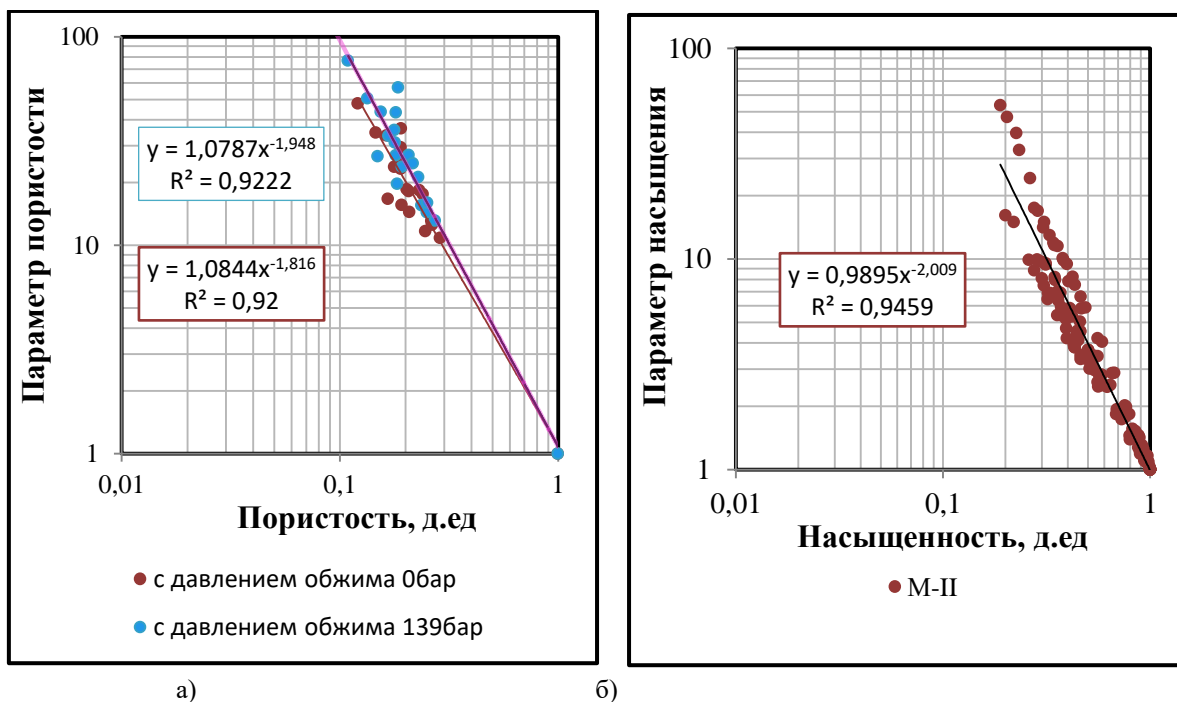 100
10
1
0,01
0,1
1
Параметр пористости
Пористость, д.ед
y = 1,0787x^-1,948
R² = 0,9222
y = 1,0844x^-1,816
R² = 0,92
с давлением обжима 0бар
с давлением обжима 139бар
а)
100
10
1
0,01
0,1
1
Параметр насыщения
Насыщенность, д.ед
y = 0,9895x^-2,009
R² = 0,9459
М-II
б)